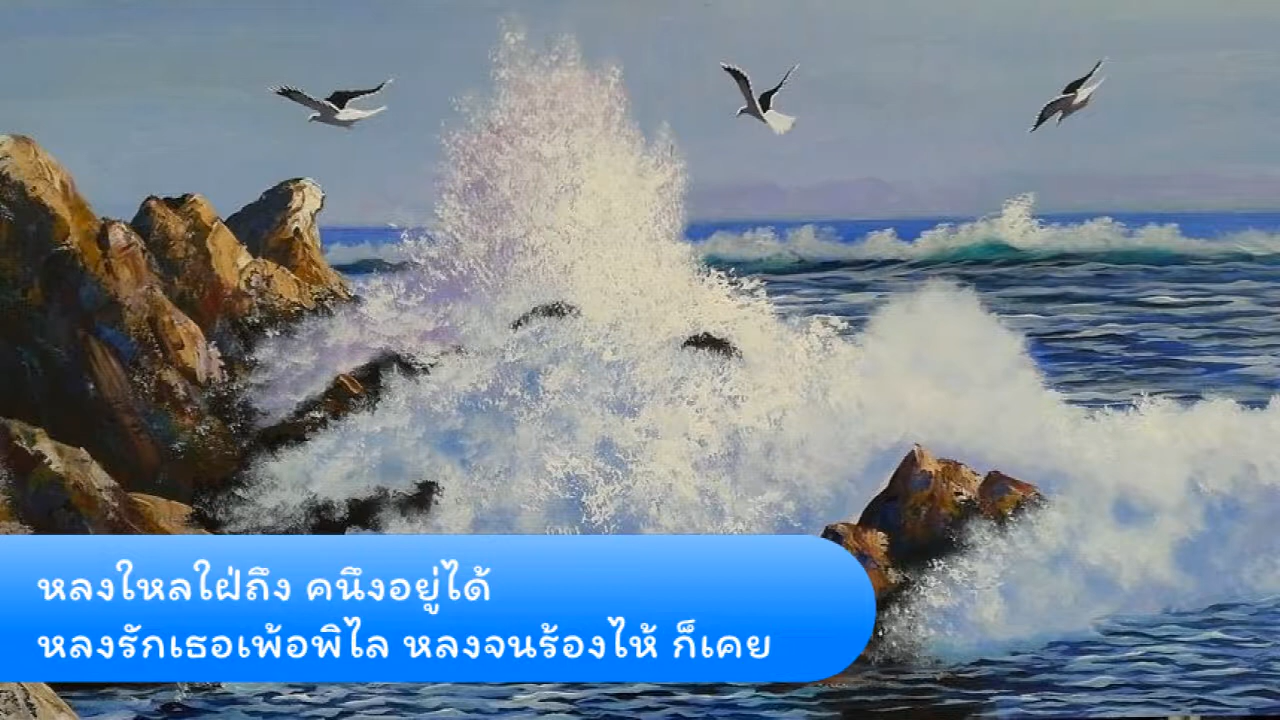 หลงใหลใฝ่ถึง คนึงอยู่ได้
หลงรักเธอเพ้อพิไล หลงจนร้องไห้ ก็เคย